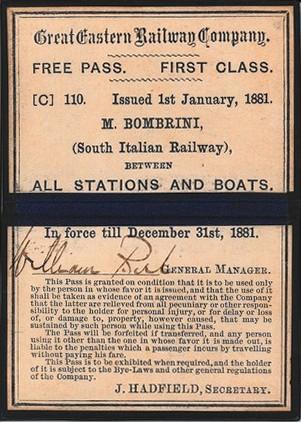 Great Eastern Railway Company.
FREE PASS. FIRST CLASS.
[C] 110. Issued 1st January, 1881.
M. BOMBRINI,
(South Italian Railway),
BETWEEN
ALL STATIONS AND BOATS.
In force till December 31st, 1881.
William Birt
GENERAL MANAGER.
This Pass is granted on condition that it is to be used only
by the person in whose favor it is issued, and that the use of it
shall be taken as evidence of an agreement with the Company
that the latter are relieved from all pecuniary or other respon-
sibility to the holder for personal injury, or for delay or loss
of, or damage to, property, however caused, that may be
sustained by such person while using this Pass.
The Pass will be forfeited if transferred, and any person
using it other than the one in whose favor it is made out, is
liable to the penalties which a passenger incurs by travelling
without paying his fare.
This Pass is to be exhibited when required, and the holder
of it is subject to the Bye-Laws and other general regulations
of the Company.
J. HADFIELD, SECRETARY.